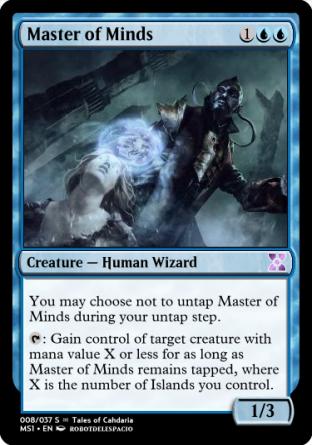 Master of Minds 1UU
Creature — Human Wizard
You may choose not to untap Master of
Minds during your untap step.
: Gain control of target creature with
mana value X or less for as long as
Master of Minds remains tapped, where
X is the number of Islands you control.
1/3
008/037 S = Tales of Cahdaria
MS1 • EN ROBOTDELESPACIO